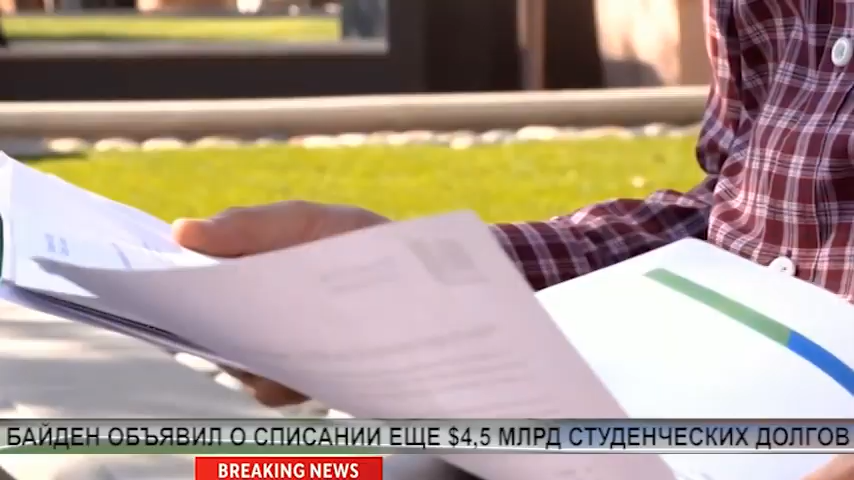 БАЙДЕН ОБЪЯВИЛ О СПИСАНИИ ЕЩЕ $4,5 МЛРД СТУДЕНЧЕСКИХ ДОЛГОВ
BREAKING NEWS